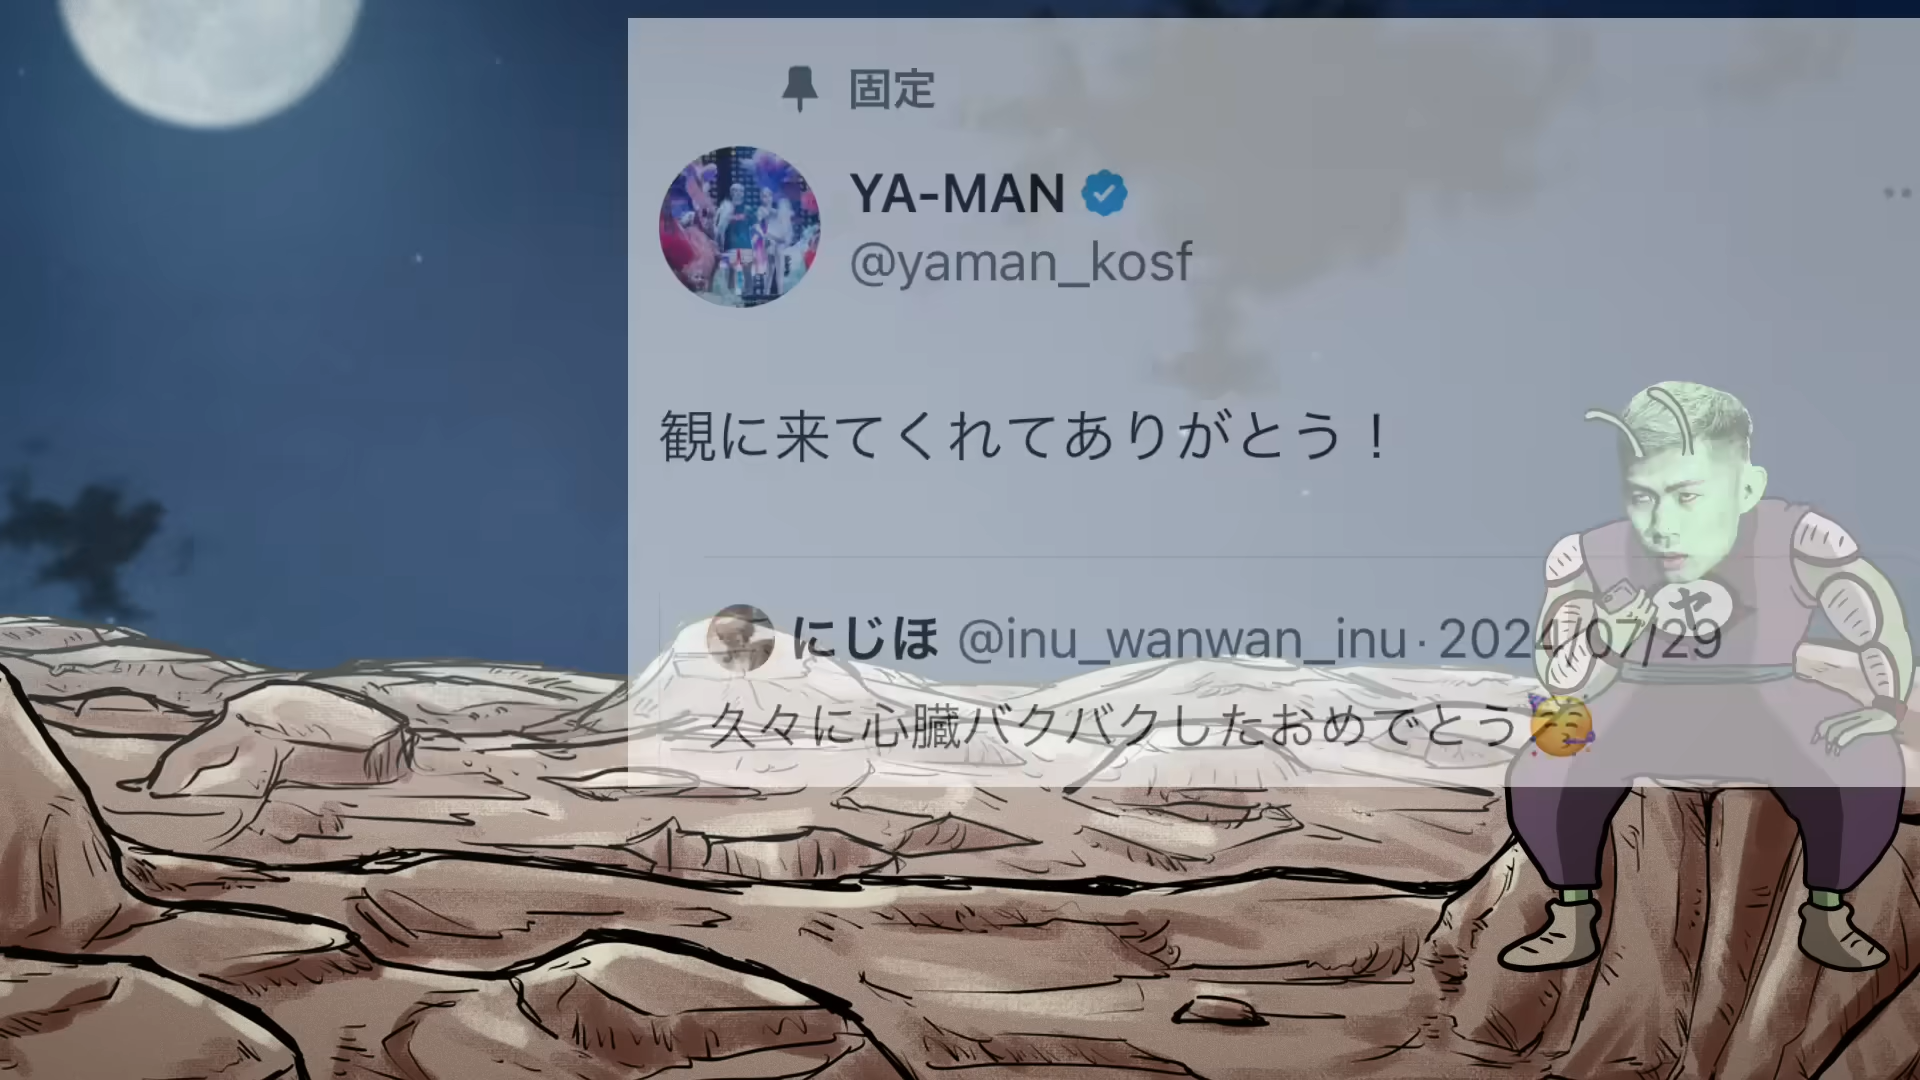 固定
YA-MAN
@yaman_kosf
観に来てくれてありがとう！
にじほ @inu_wanwan_inu · 2024/07/29
久々に心臓バクバクしたおめでとう🥳
ヤ